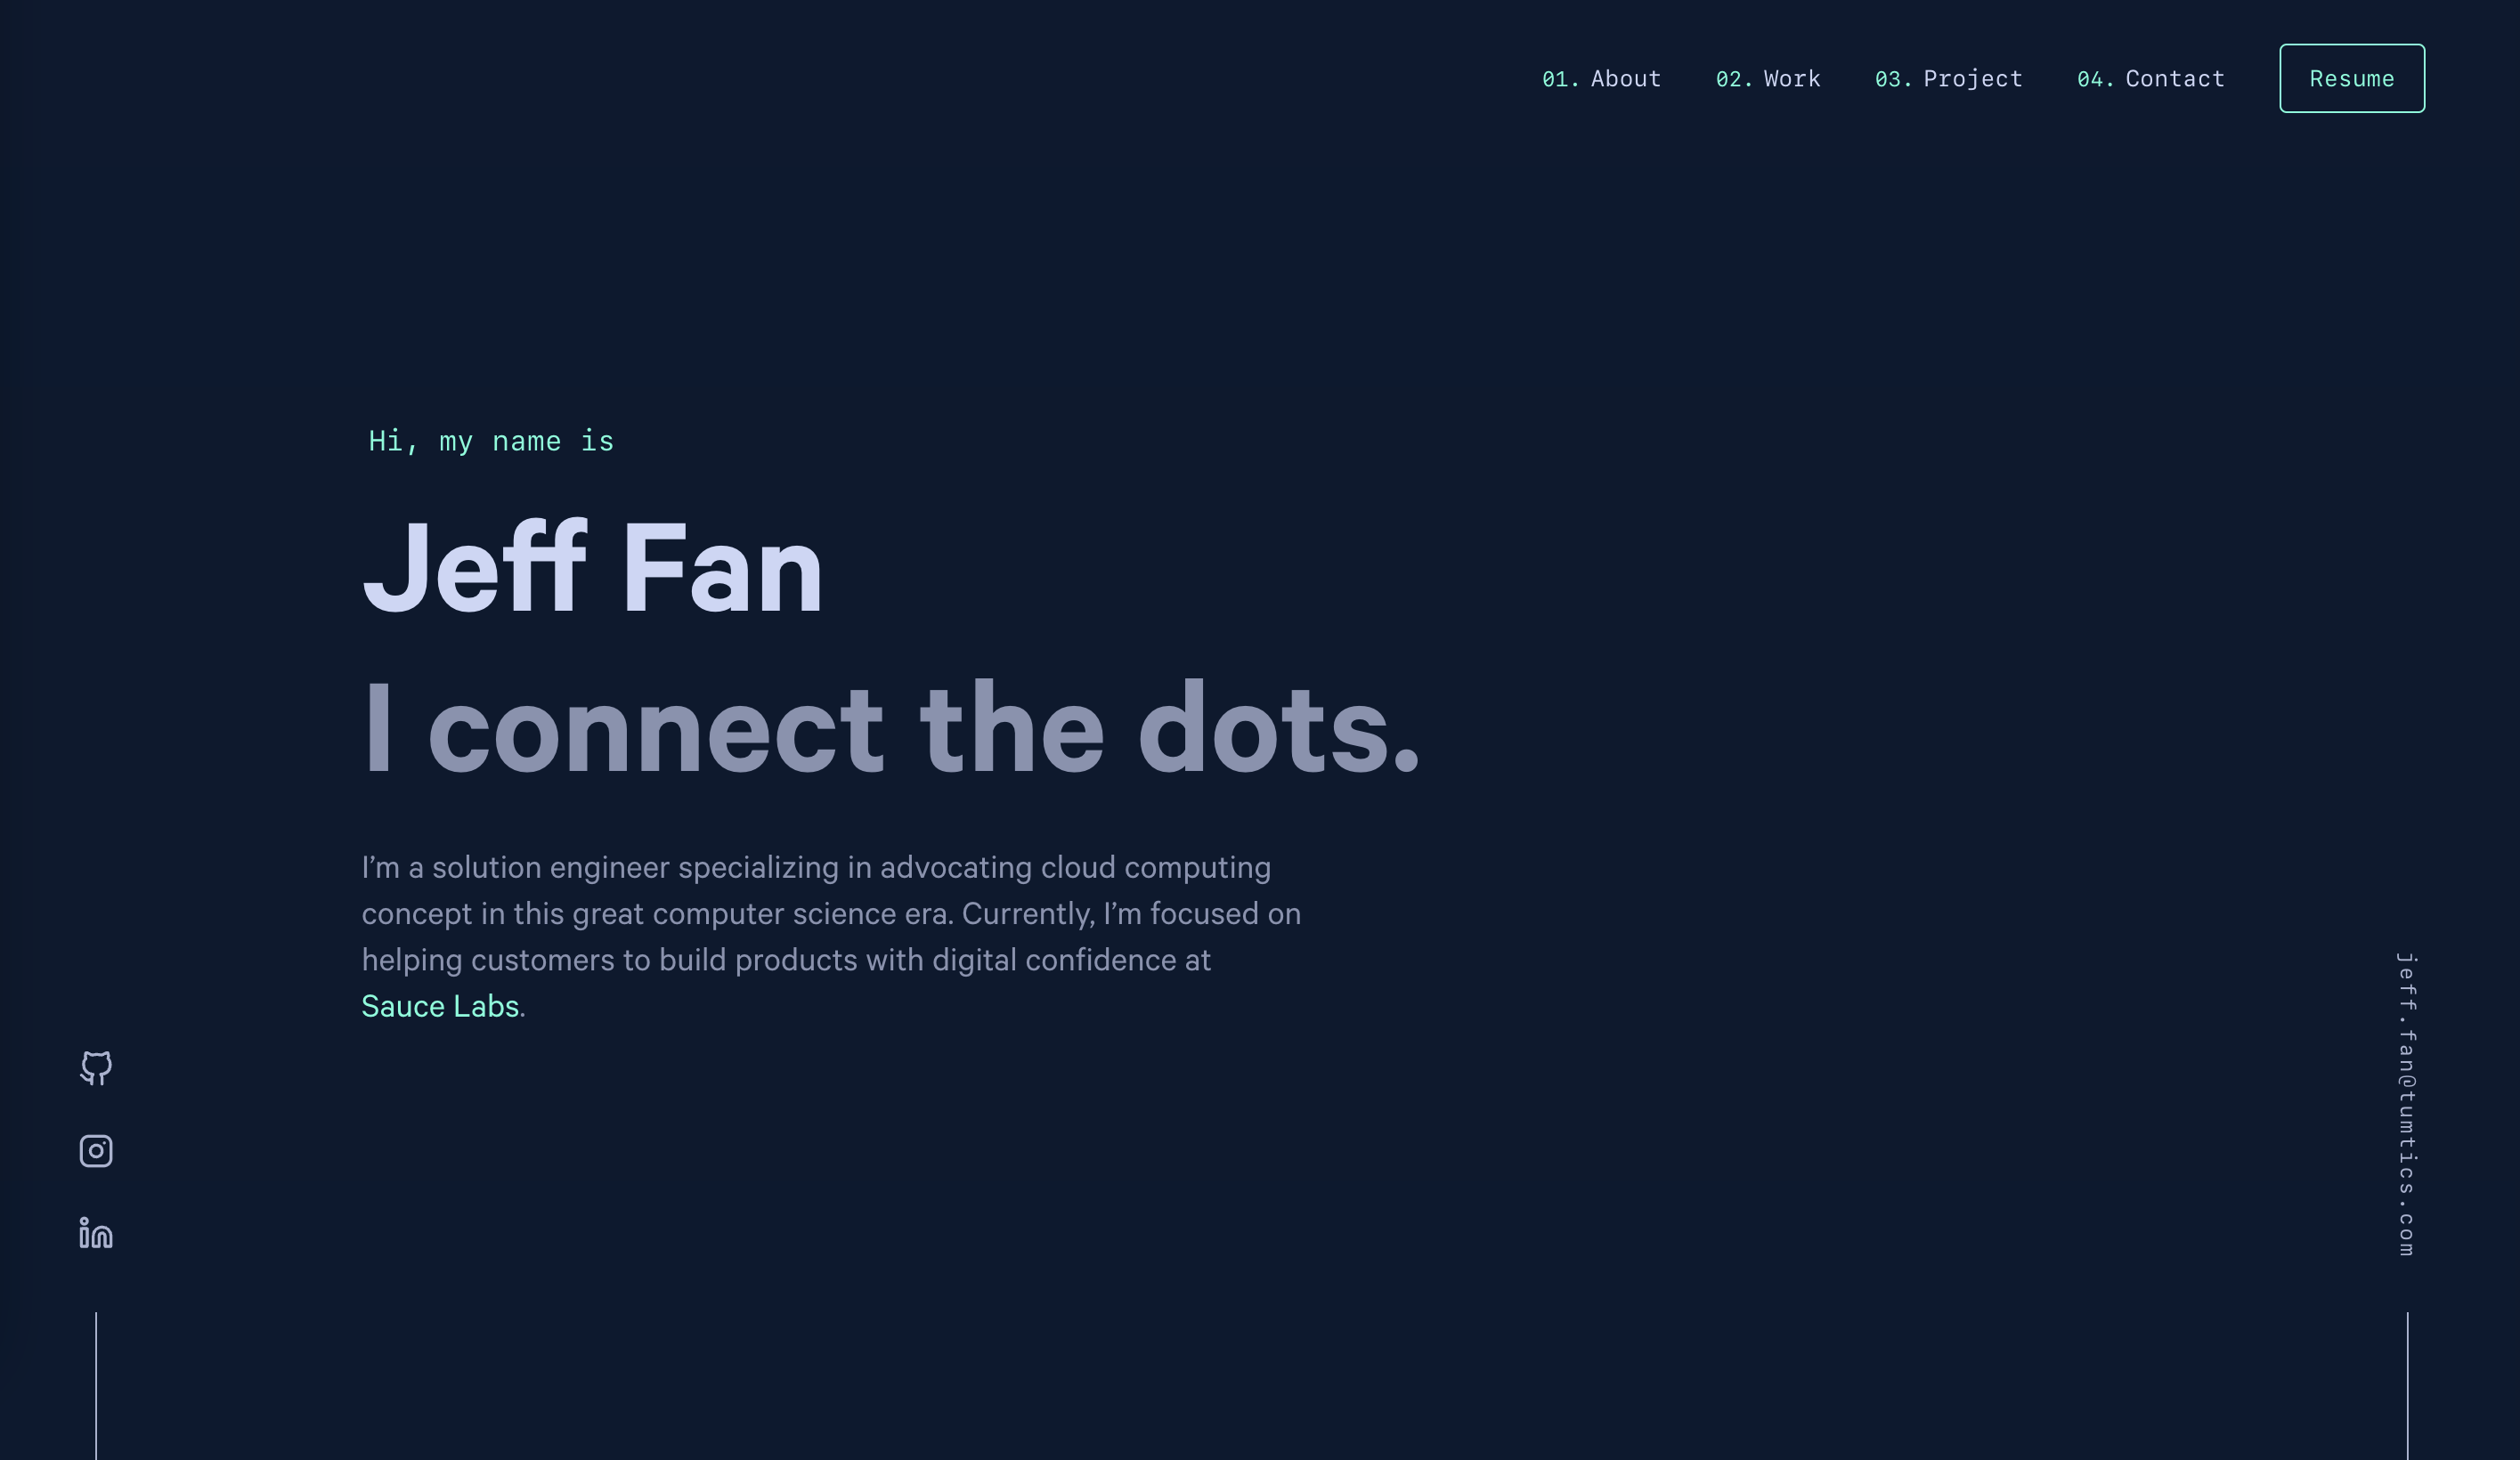 01. About 02. Work 03. Project 04. Contact Resume
Hi, my name is
Jeff Fan
I connect the dots.
I’m a solution engineer specializing in advocating cloud computing
concept in this great computer science era. Currently, I’m focused on
helping customers to build products with digital confidence at
Sauce Labs.
jeff.fan@tumtics.com